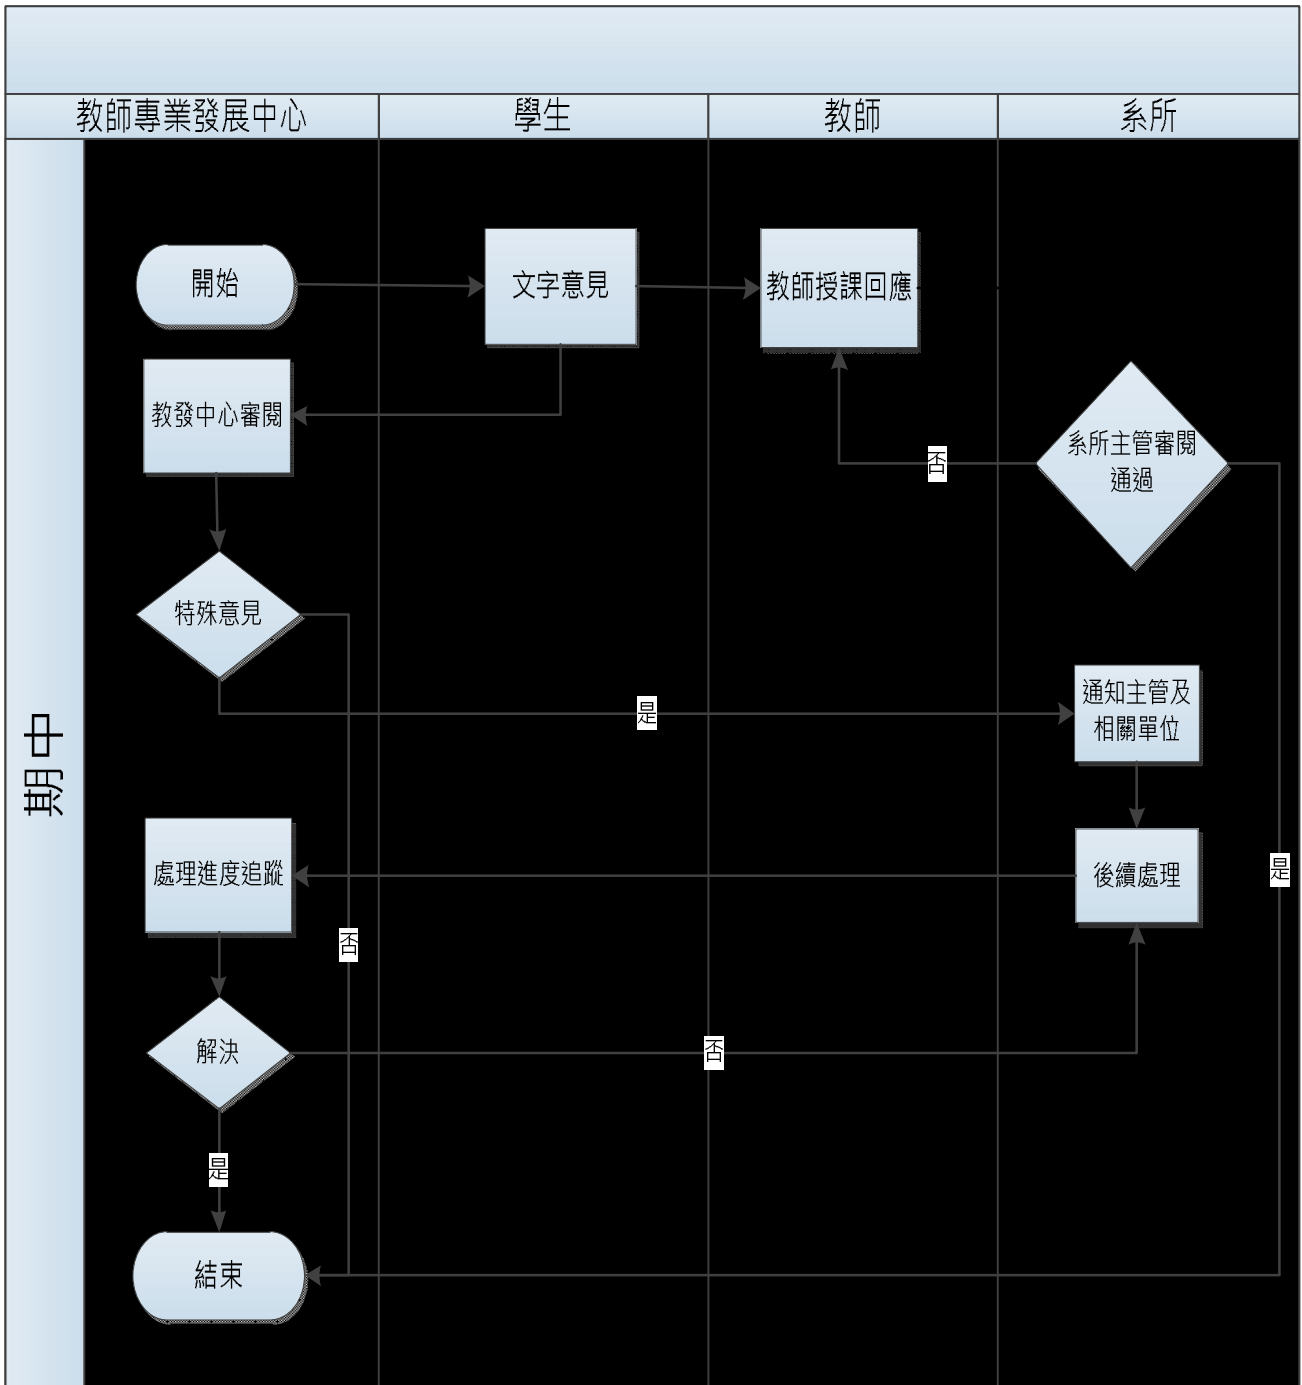 教師專業發展中心
學生
教師
系所
期中
開始
文字意見
教師授課回應
教發中心審閱
系所主管審閱
通過
否
特殊意見
是
通知主管及
相關單位
處理進度追蹤
後續處理
是
否
解決
否
是
結束